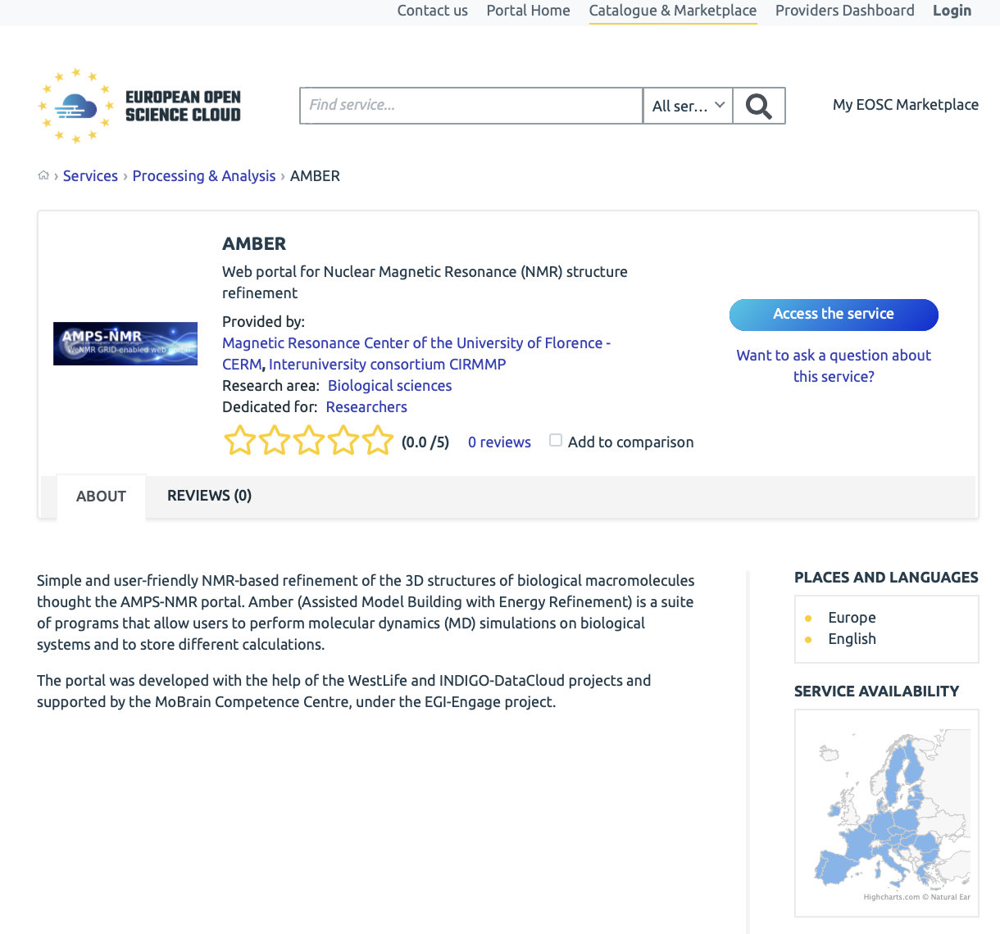 Contact us Portal Home Catalogue & Marketplace Providers Dashboard Login
EUROPEAN OPEN
SCIENCE CLOUD
Find service...
All ser...
My EOSC Marketplace
› Services › Processing & Analysis › AMBER
AMBER
Web portal for Nuclear Magnetic Resonance (NMR) structure
refinement
Provided by:
Magnetic Resonance Center of the University of Florence -
CERM, Interuniversity consortium CIRMMP
Research area: Biological sciences
Dedicated for: Researchers
(0.0 /5) 0 reviews Add to comparison
AMPS-NMR
WeNMR GRID-enabled web portal
Access the service
Want to ask a question about
this service?
ABOUT REVIEWS (0)
Simple and user-friendly NMR-based refinement of the 3D structures of biological macromolecules
thought the AMPS-NMR portal. Amber (Assisted Model Building with Energy Refinement) is a suite
of programs that allow users to perform molecular dynamics (MD) simulations on biological
systems and to store different calculations.
The portal was developed with the help of the WestLife and INDIGO-DataCloud projects and
supported by the MoBrain Competence Centre, under the EGI-Engage project.
PLACES AND LANGUAGES
Europe
English
SERVICE AVAILABILITY
Highcharts.com © Natural Ear